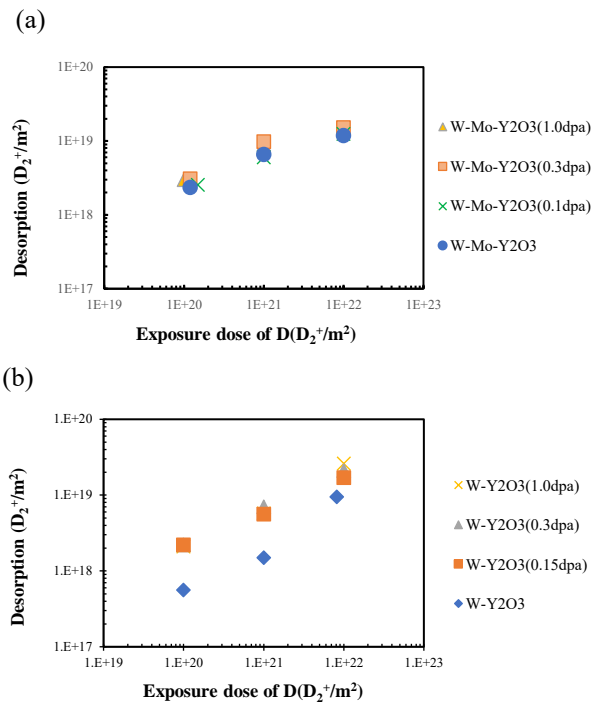 (a)
1E+20
1E+19
1E+18
1E+17
Desorption (D₂⁺/m²)
1E+19 1E+20 1E+21 1E+22 1E+23
Exposure dose of D(D₂⁺/m²)
W-Mo-Y2O3(1.0dpa)
W-Mo-Y2O3(0.3dpa)
W-Mo-Y2O3(0.1dpa)
W-Mo-Y2O3
(b)
1.E+20
1.E+19
1.E+18
1.E+17
Desorption (D₂⁺/m²)
1.E+19 1.E+20 1.E+21 1.E+22 1.E+23
Exposure dose of D(D₂⁺/m²)
W-Y2O3(1.0dpa)
W-Y2O3(0.3dpa)
W-Y2O3(0.15dpa)
W-Y2O3